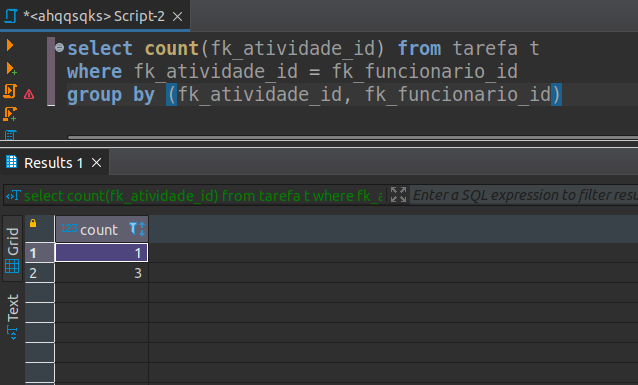 *<ahqqsqks> Script-2 ×
select count(fk_atividade_id) from tarefa t
where fk_atividade_id = fk_funcionario_id
group by (fk_atividade_id, fk_funcionario_id)
Results 1 ×
select count(fk_atividade_id) from tarefa t where fk_a
Enter a SQL expression to filter resu
Grid
Text
123 count
1 1
2 3